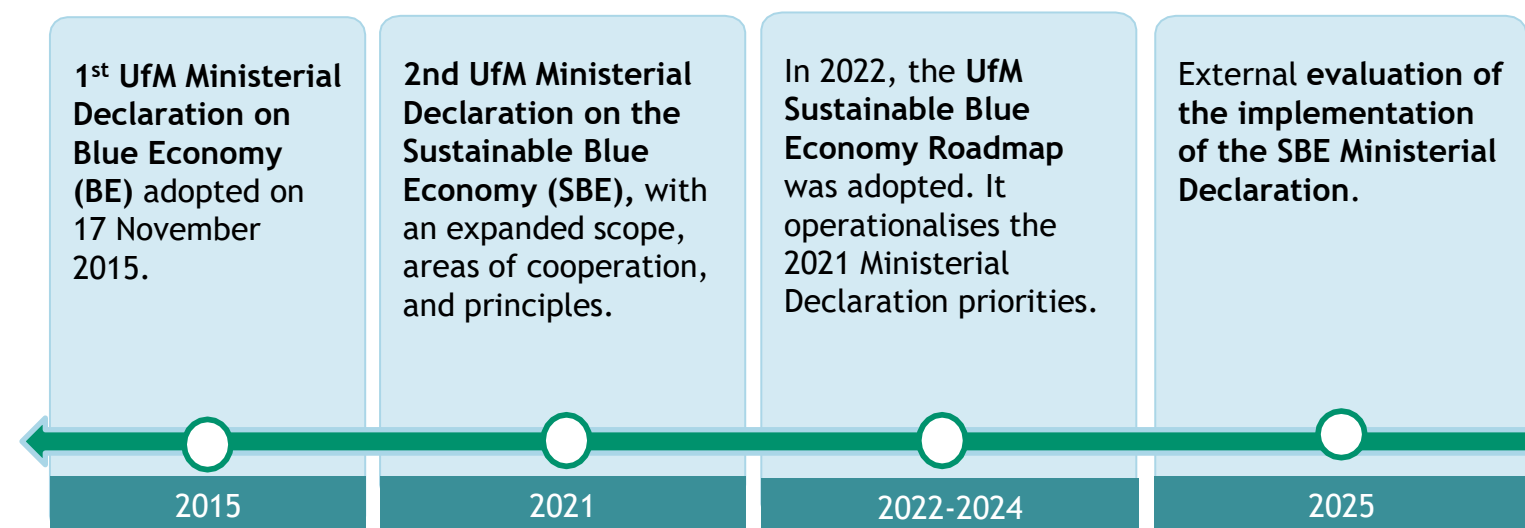 1st UfM Ministerial
Declaration on
Blue Economy
(BE) adopted on
17 November
2015.
2nd UfM Ministerial
Declaration on the
Sustainable Blue
Economy (SBE), with
an expanded scope,
areas of cooperation,
and principles.
In 2022, the UfM
Sustainable Blue
Economy Roadmap
was adopted. It
operationalises the
2021 Ministerial
Declaration priorities.
External evaluation of
the implementation
of the SBE Ministerial
Declaration.
2015
2021
2022-2024
2025